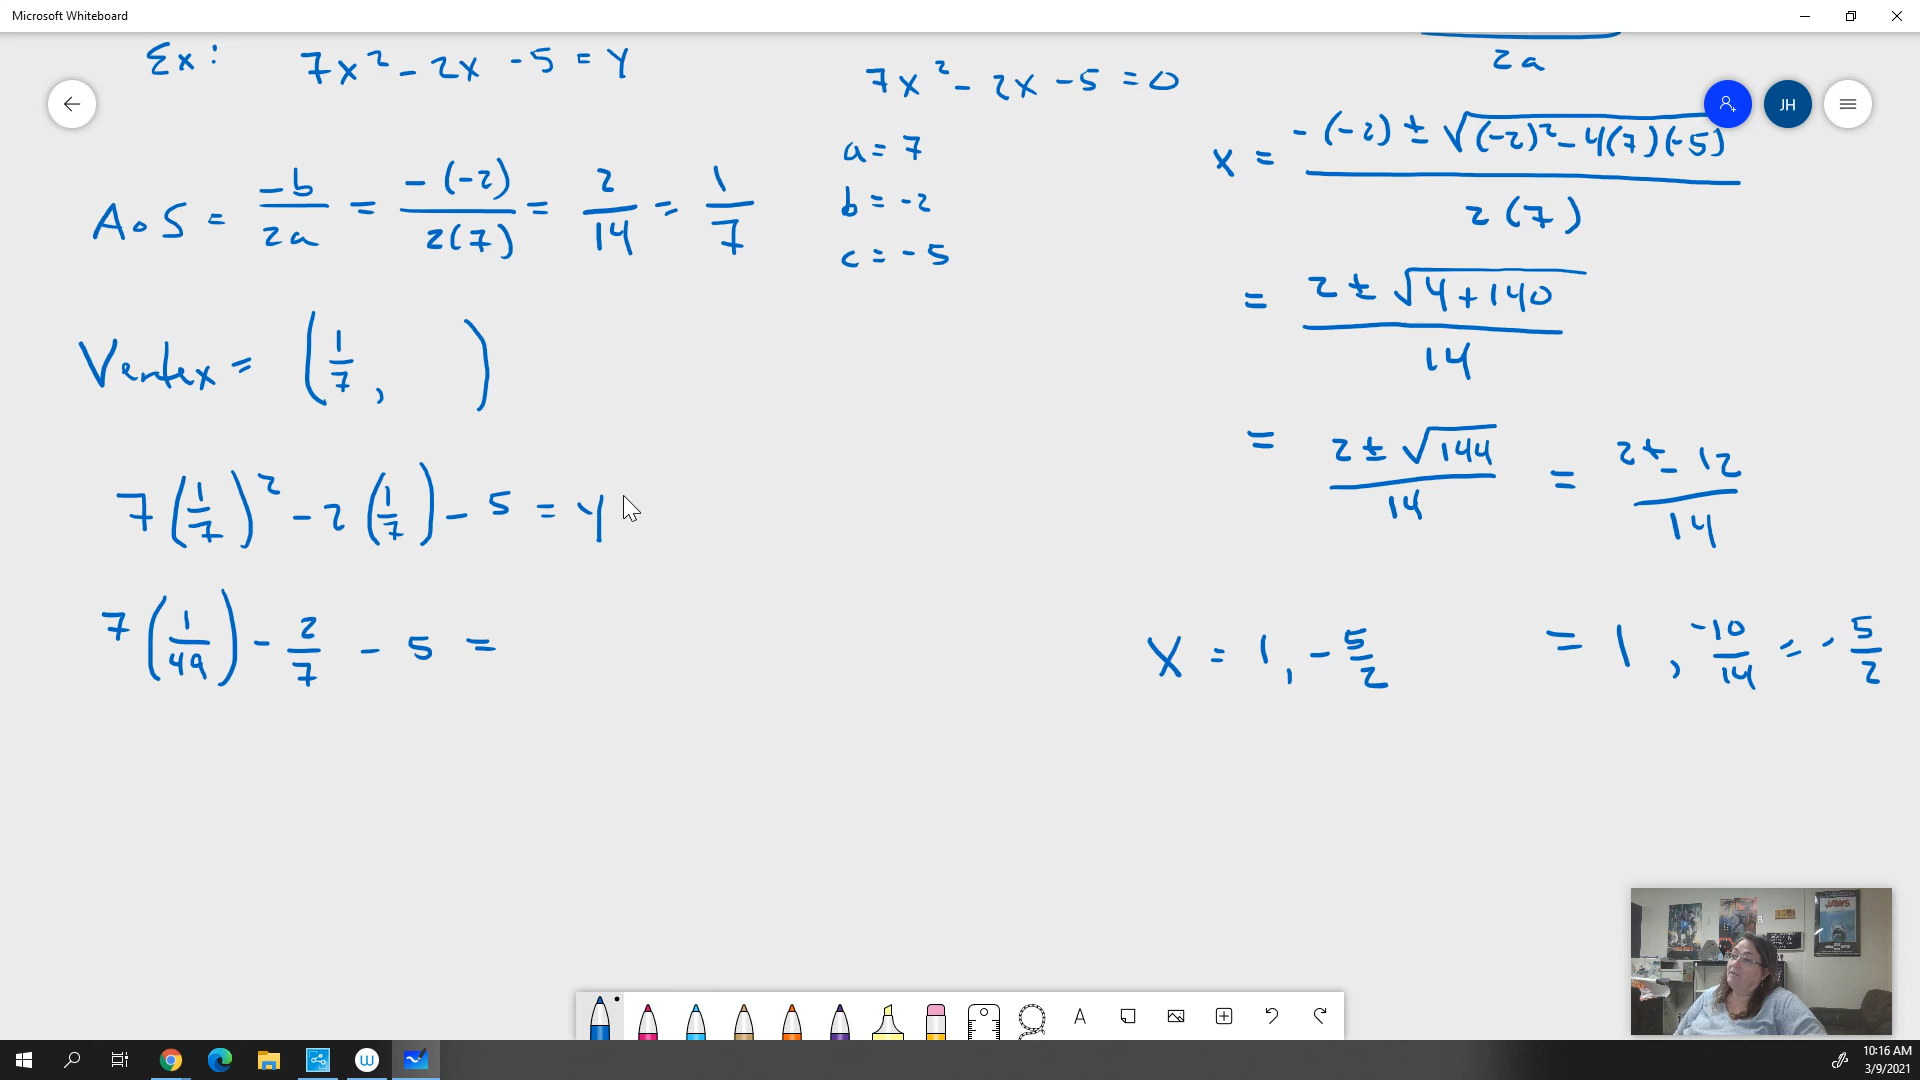 Microsoft Whiteboard
Ex: 7x² - 2x - 5 = y
7x² - 2x - 5 = 0
a = 7
b = -2
c = -5
AoS = -b/2a = -(-2)/2(7) = 2/14 = 1/7
Vertex = (1/7, )
7(1/7)² - 2(1/7) - 5 = y
7(1/49) - 2/7 - 5 =
2a
x = -(-2) ± √(-2)² - 4(7)(-5) / 2(7)
= 2 ± √4 + 140 / 14
= 2 ± √144 / 14 = 2 ± 12 / 14
= 1, -10/14 = -5/2
x = 1, -5/2
JH
JAWS
A
10:16 AM
3/9/2021